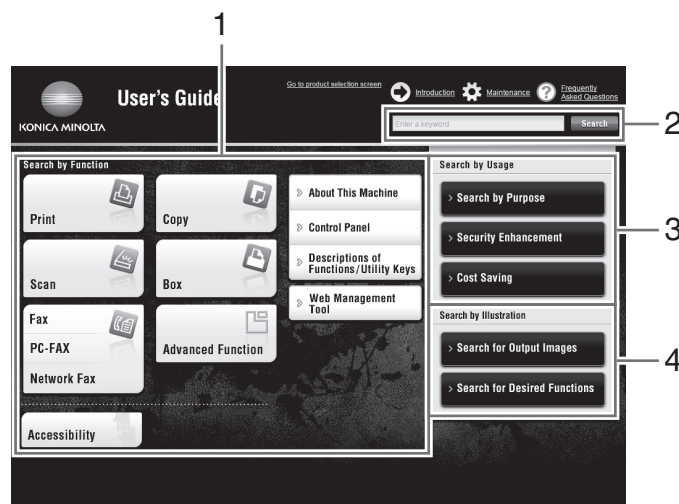 1
Go to product selection screen
Introduction
Maintenance
Frequently
Asked Questions
User's Guide
KONICA MINOLTA
Enter a keyword.
Search
2
Search by Function
Print
Copy
Scan
Box
Fax
PC-FAX
Network Fax
Advanced Function
Accessibility
About This Machine
Control Panel
Descriptions of
Functions/Utility Keys
Web Management
Tool
Search by Usage
Search by Purpose
Security Enhancement
Cost Saving
3
Search by Illustration
Search for Output Images
Search for Desired Functions
4